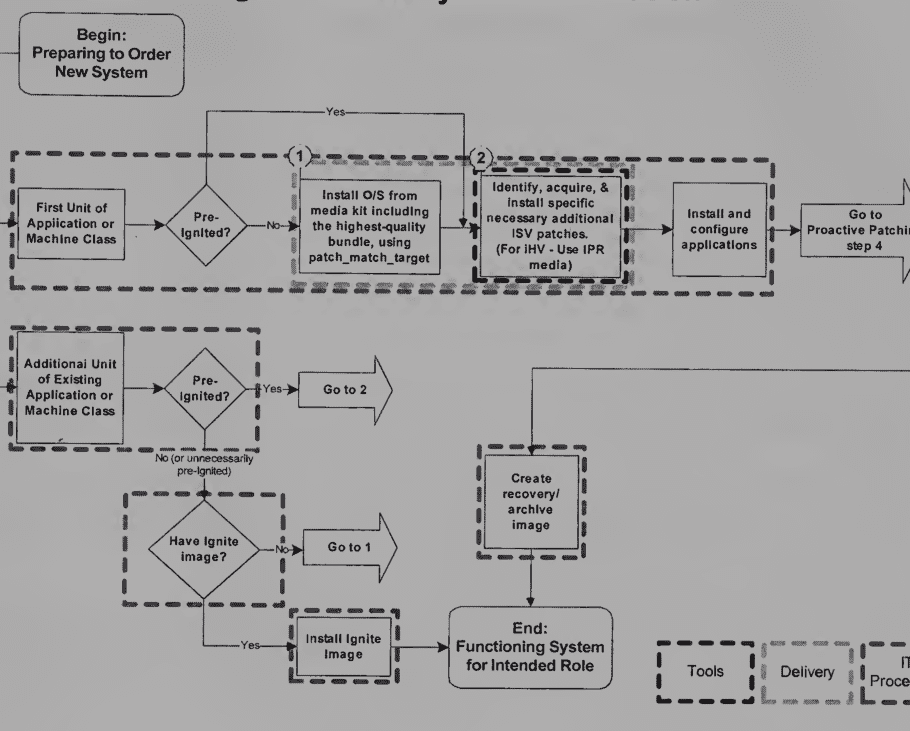 Begin:
Preparing to Order
New System
Yes
1
2
First Unit of
Application or
Machine Class
Pre-
Ignited?
No
Install O/S from
media kit including
the highest-quality
bundle, using
patch_match_target
Identify, acquire, &
install specific
necessary additional
ISV patches.
(For iHV - Use IPR
media)
Install and
configure
applications
Go to
Proactive Patchin
step 4
Additional Unit
of Existing
Application or
Machine Class
Pre-
Ignited?
Yes
Go to 2
No (or unnecessarily
pre-Ignited)
Have Ignite
image?
No
Go to 1
Yes
Install Ignite
Image
Create
recovery/
archive
image
End:
Functioning System
for Intended Role
Tools
Delivery
IT
Proce